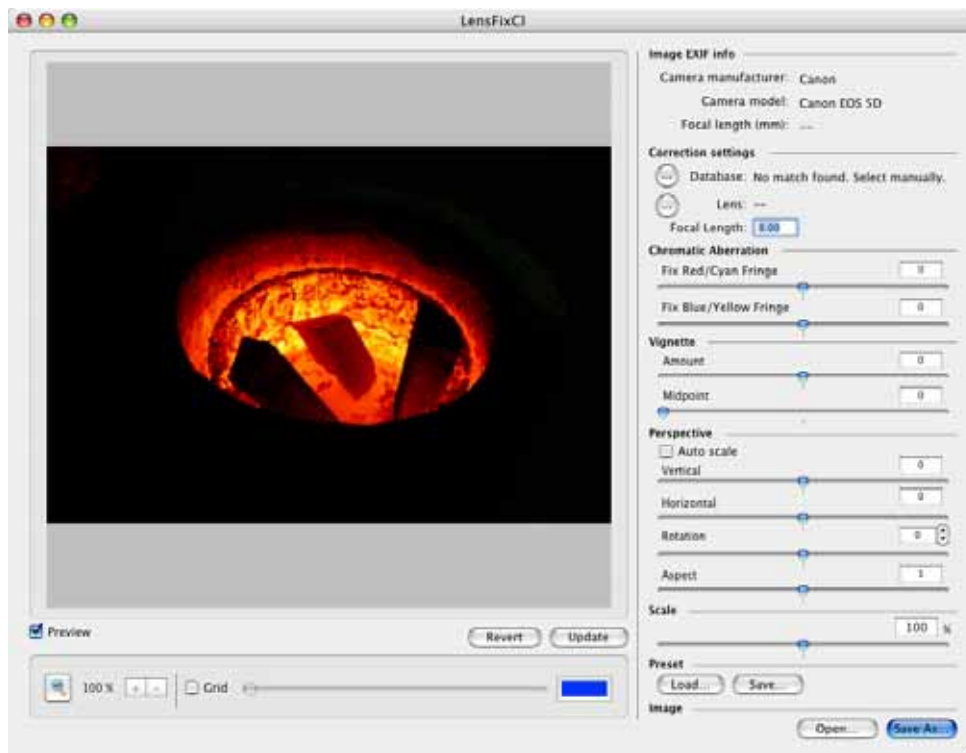 LensFixCI
Image EXIF info
Camera manufacturer: Canon
Camera model: Canon EOS 5D
Focal length (mm): --
Correction settings
... Database: No match found. Select manually.
... Lens: --
Focal Length: 0.00
Chromatic Aberration
Fix Red/Cyan Fringe 0
Fix Blue/Yellow Fringe 0
Vignette
Amount 0
Midpoint 0
Perspective
Auto scale
Vertical 0
Horizontal 0
Rotation 0
Aspect 1
Scale
100 %
Preview
Revert Update
100 % + -
Grid
Preset
Load... Save...
Image
Open... Save As...